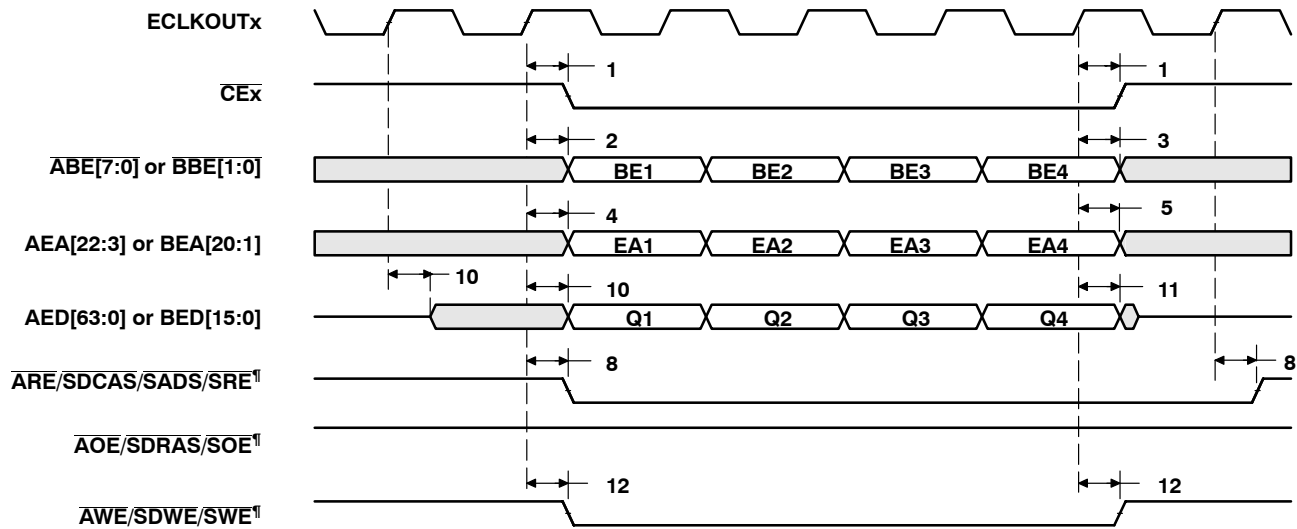 ECLKOUTx
1 1
CEx
2 3
ABE[7:0] or BBE[1:0]
BE1 BE2 BE3 BE4
4 5
AEA[22:3] or BEA[20:1]
EA1 EA2 EA3 EA4
10
10 11
AED[63:0] or BED[15:0]
Q1 Q2 Q3 Q4
8 8
ARE/SDCAS/SADS/SRE¶
AOE/SDRAS/SOE¶
12 12
AWE/SDWE/SWE¶